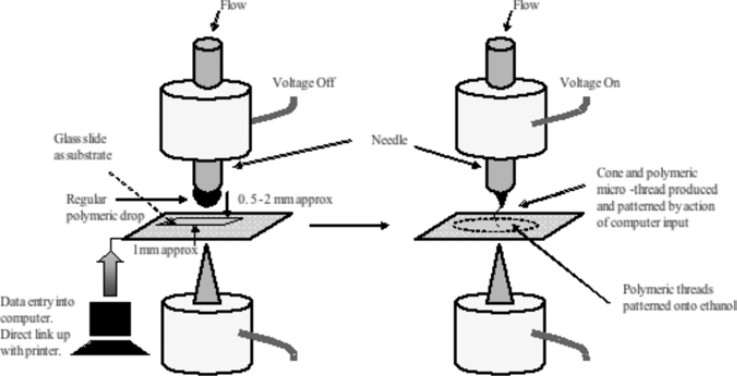 Flow
Flow
Voltage Off
Voltage On
Glass slide
as substrate
Needle
Regular
polymeric drop
0. 5 - 2 mm approx
Cone and polymeric
micro -thread produced
and patterned by action
of computer input
1mm approx
Data entry into
computer.
Direct link up
with printer.
Polymeric threads
patterned onto ethanol